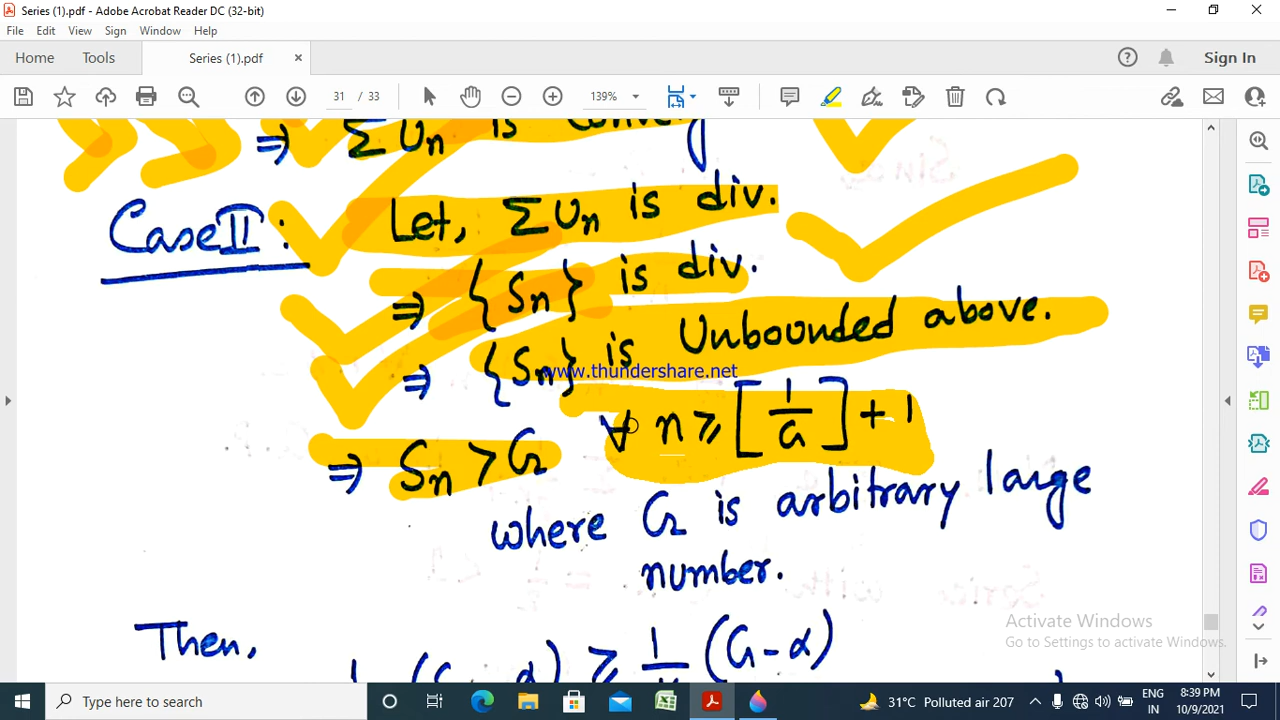 Series (1).pdf - Adobe Acrobat Reader DC (32-bit)
File Edit View Sign Window Help
Home Tools Series (1).pdf × Sign In
31 / 33 139%
⇒ Σ Un is
Case II: Let, Σ Un is div.
⇒ {Sn} is div.
⇒ {Sn} is Unbounded above.
www.thundershare.net
⇒ Sn > G ∀ n ≥ [1/G] + 1
where G is arbitrary large
number.
Then,
≥ (G - α)
Activate Windows
Go to Settings to activate Windows.
Type here to search
31°C Polluted air 207
ENG
IN
8:39 PM
10/9/2021